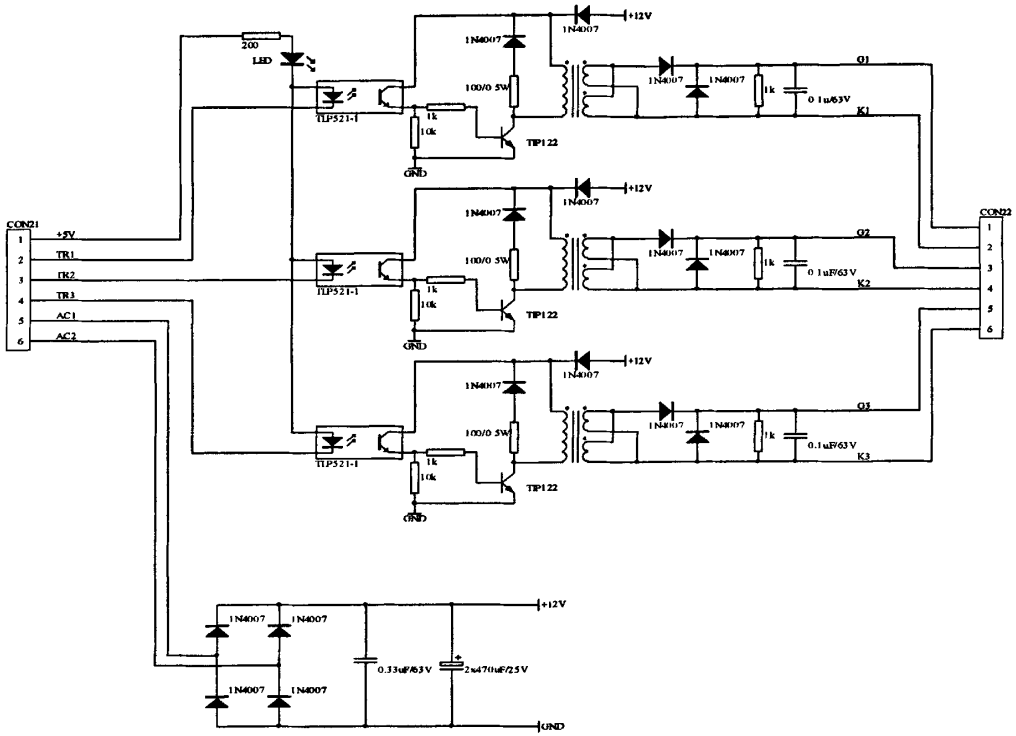 +12V
1N4007
200
LED
1N4007
100/0 5W
TLP521-1
1k
10k
TIP122
GND
1N4007
1N4007
1k
0 1u/63V
G1
K1
+12V
1N4007
1N4007
100/0 5W
TLP521-1
1k
10k
TIP122
GND
1N4007
1N4007
1k
0.1uF/63V
G2
K2
CON21
1
+5V
2
TR1
3
TR2
4
TR3
5
AC1
6
AC2
CON22
1
2
3
4
5
6
+12V
1N4007
1N4007
100/0 5W
TLP521-1
1k
10k
TIP122
GND
1N4007
1N4007
1k
0.1uF/63V
G3
K3
+12V
1N4007
1N4007
0.33uF/63V
+
2x470uF/25V
1N4007
1N4007
GND